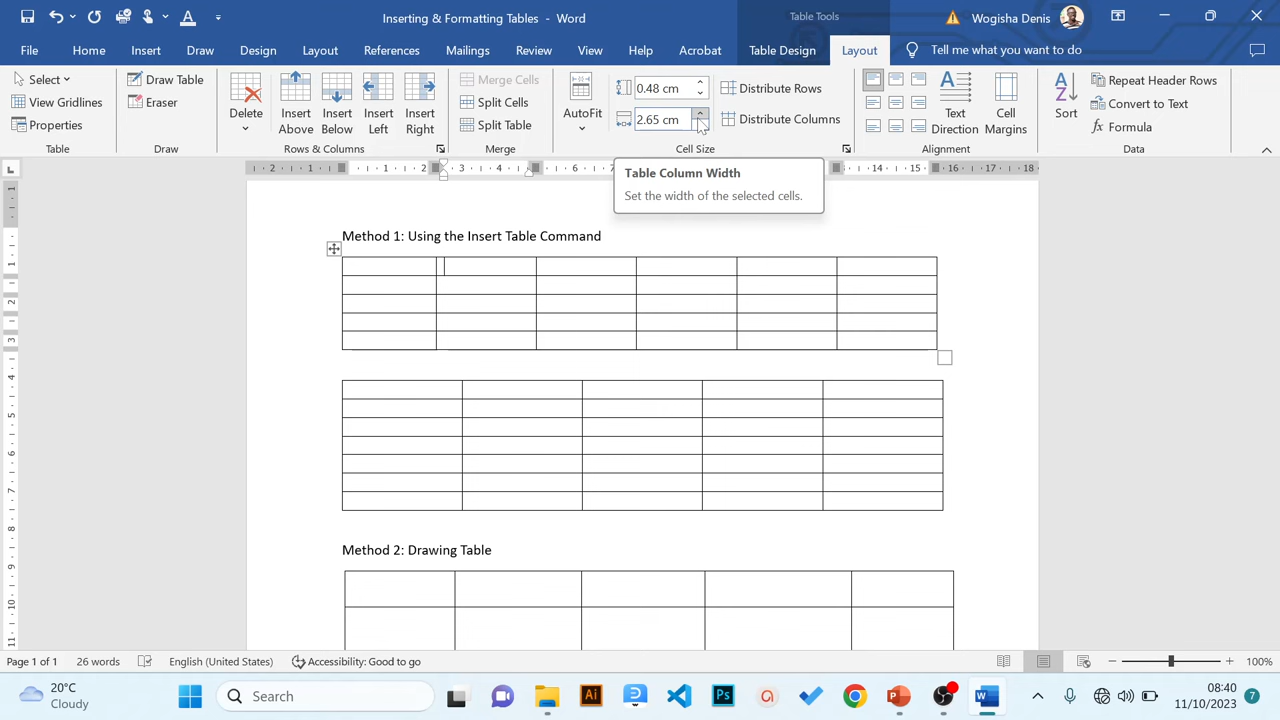 Inserting & Formatting Tables - Word
Table Tools
Wogisha Denis
File
Home
Insert
Draw
Design
Layout
References
Mailings
Review
View
Help
Acrobat
Table Design
Layout
Tell me what you want to do
Select
View Gridlines
Properties
Table
Draw Table
Eraser
Draw
Delete
Insert Above
Insert Below
Insert Left
Insert Right
Rows & Columns
Merge Cells
Split Cells
Split Table
Merge
AutoFit
0.48 cm
2.65 cm
Distribute Rows
Distribute Columns
Cell Size
Text Direction
Cell Margins
Alignment
Sort
Repeat Header Rows
Convert to Text
Formula
Data
Table Column Width
Set the width of the selected cells.
Method 1: Using the Insert Table Command
Method 2: Drawing Table
Page 1 of 1
26 words
English (United States)
Accessibility: Good to go
100%
20°C
Cloudy
Search
08:40
11/10/2023
7